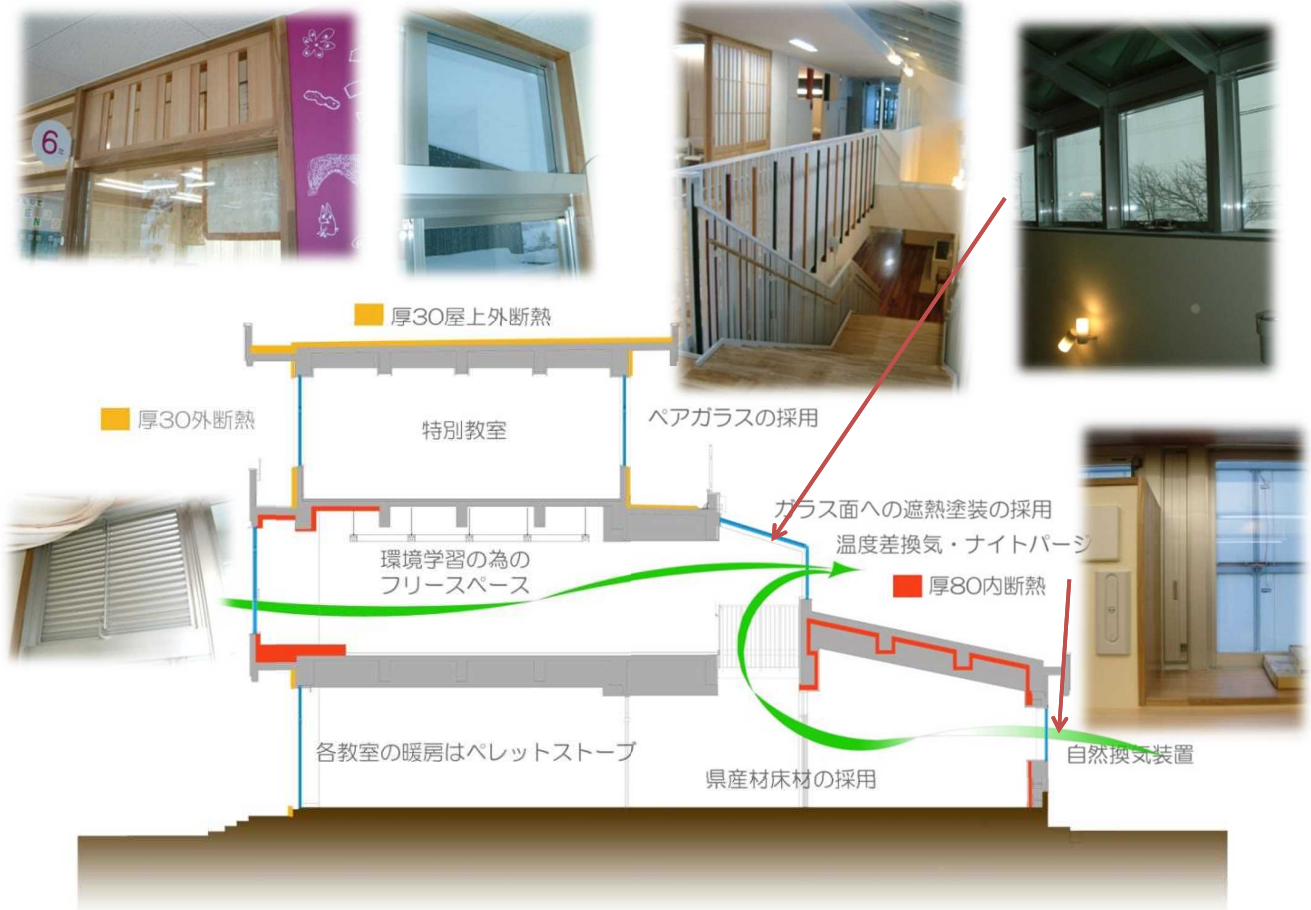 6
厚30屋上外断熱
厚30外断熱
特別教室
ペアガラスの採用
ガラス面への遮熱塗装の採用
温度差換気・ナイトパージ
環境学習の為の
フリースペース
厚80内断熱
各教室の暖房はペレットストーブ
県産材床材の採用
自然換気装置